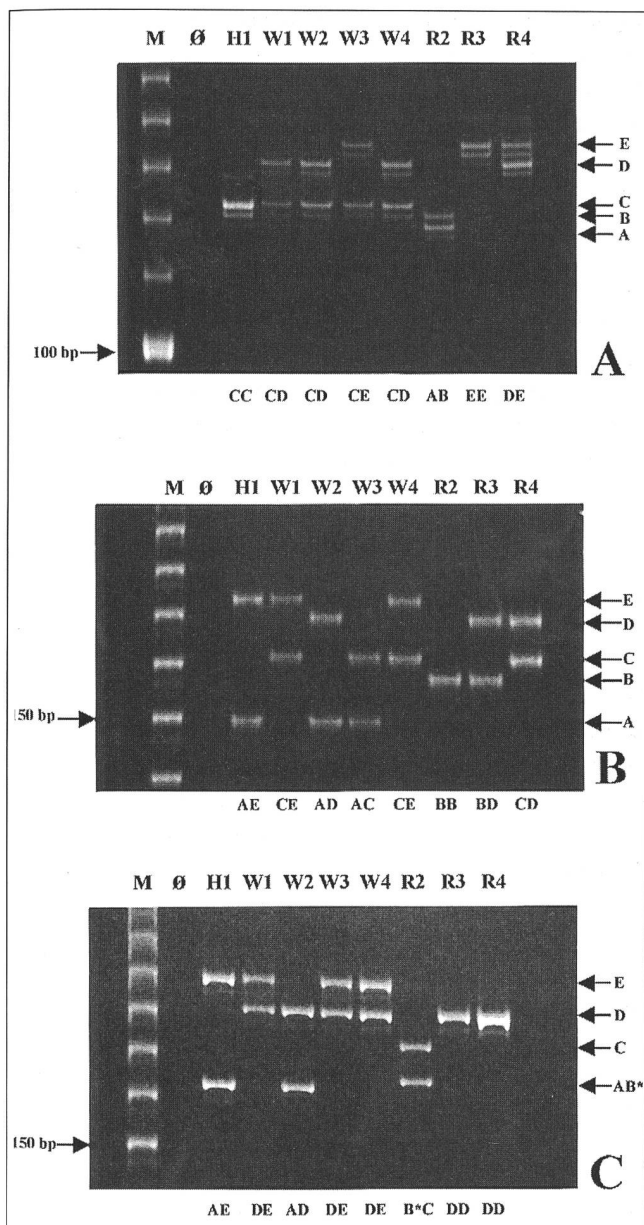 M Ø H1 W1 W2 W3 W4 R2 R3 R4
E
D
C
B
A
100 bp
A
CC CD CD CE CD AB EE DE
M Ø H1 W1 W2 W3 W4 R2 R3 R4
E
D
C
B
150 bp A
B
AE CE AD AC CE BB BD CD
M Ø H1 W1 W2 W3 W4 R2 R3 R4
E
D
C
AB*
150 bp
C
AE DE AD DE DE B*C DD DD